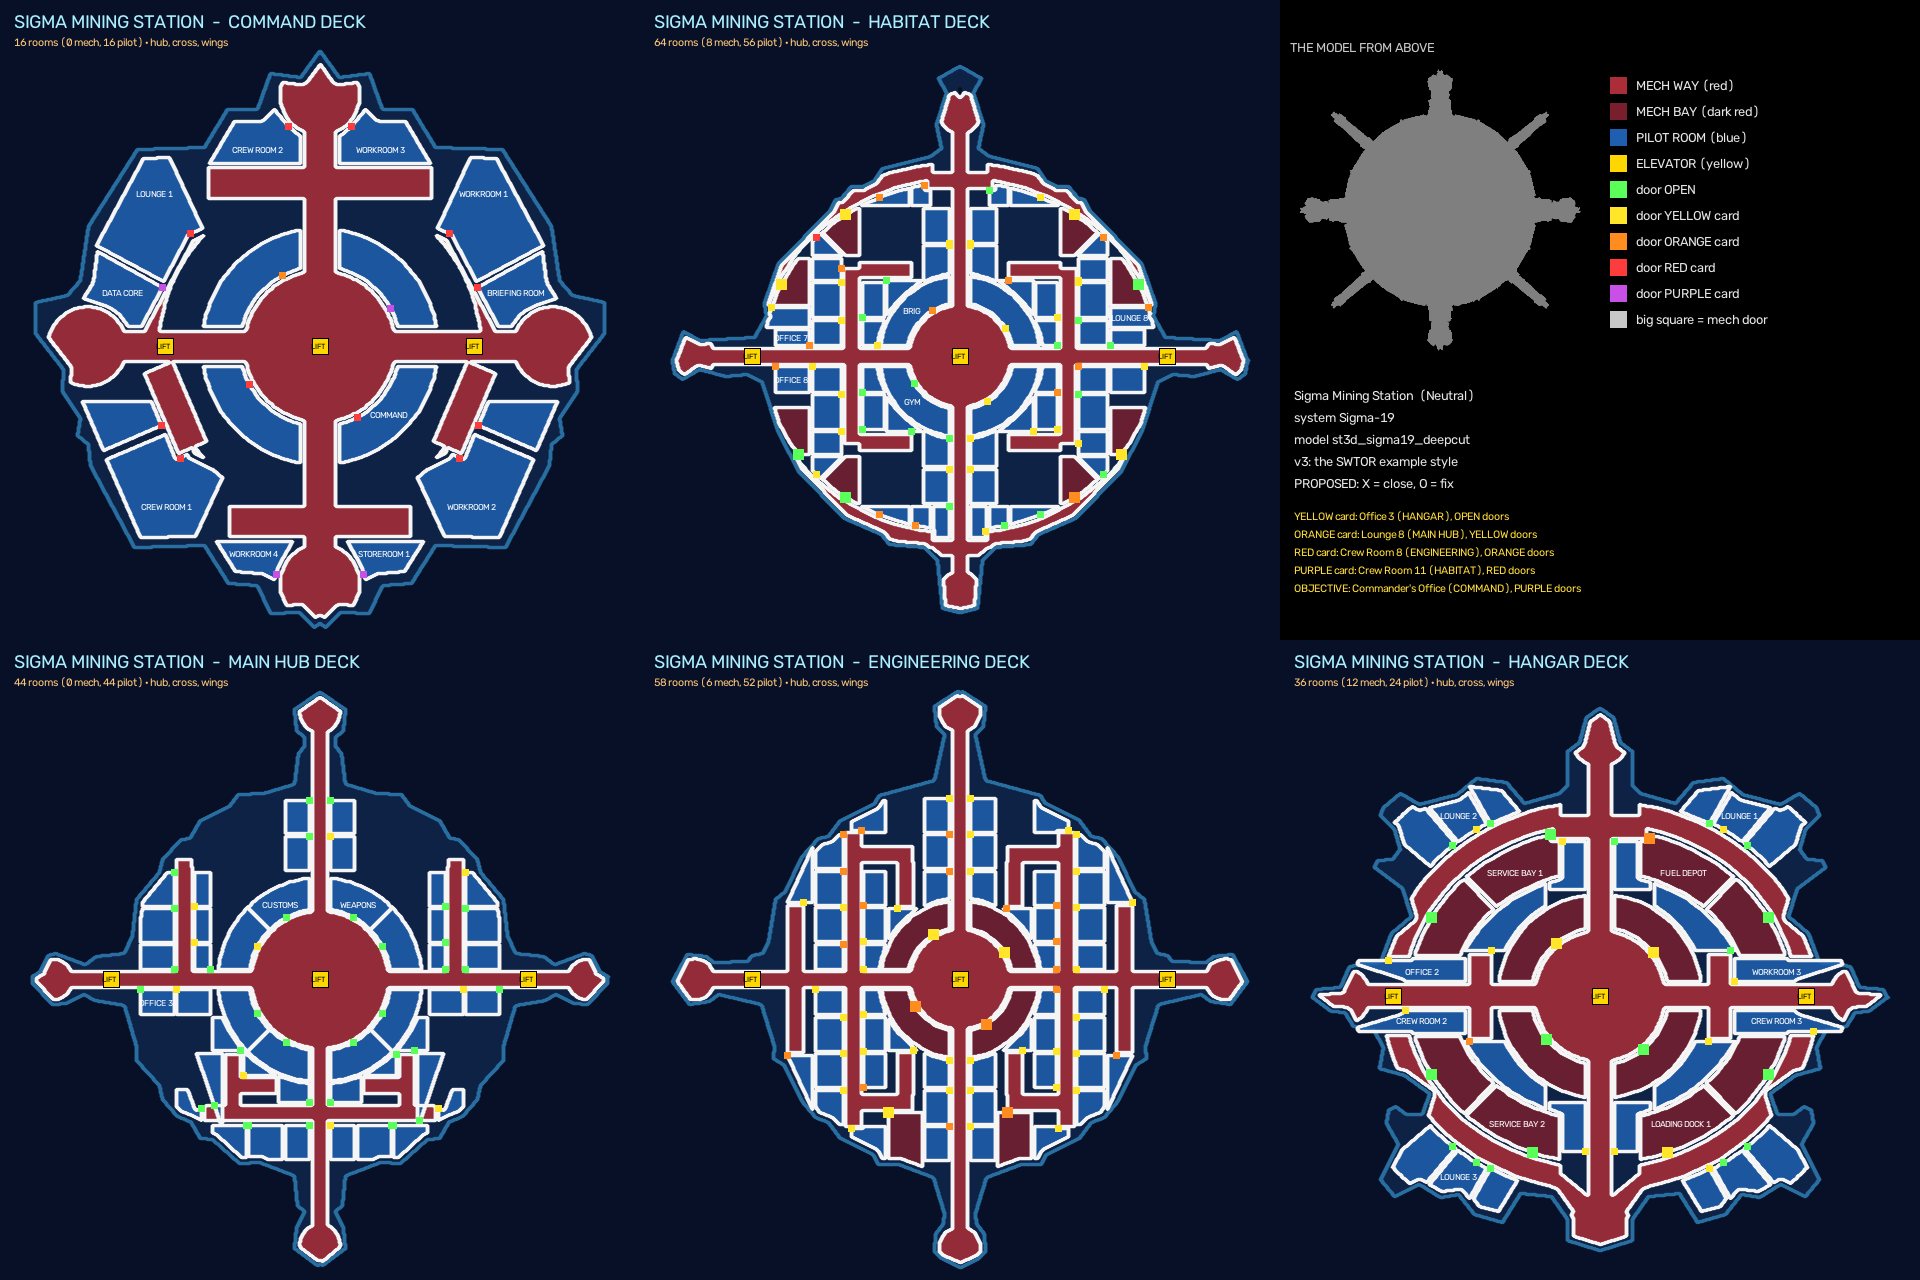 SIGMA MINING STATION - COMMAND DECK
16 rooms (0 mech, 16 pilot) • hub, cross, wings
CREW ROOM 2
WORKROOM 3
LOUNGE 1
WORKROOM 1
DATA CORE
BRIEFING ROOM
LIFT
LIFT
LIFT
COMMAND
CREW ROOM 1
WORKROOM 2
WORKROOM 4
STOREROOM 1
SIGMA MINING STATION - HABITAT DECK
64 rooms (8 mech, 56 pilot) • hub, cross, wings
BRIG
LOUNGE 8
OFFICE 7
LIFT
LIFT
LIFT
OFFICE 8
GYM
THE MODEL FROM ABOVE
MECH WAY (red)
MECH BAY (dark red)
PILOT ROOM (blue)
ELEVATOR (yellow)
door OPEN
door YELLOW card
door ORANGE card
door RED card
door PURPLE card
big square = mech door
Sigma Mining Station (Neutral)
system Sigma-19
model st3d_sigma19_deepcut
v3: the SWTOR example style
PROPOSED: X = close, O = fix
YELLOW card: Office 3 (HANGAR), OPEN doors
ORANGE card: Lounge 8 (MAIN HUB), YELLOW doors
RED card: Crew Room 8 (ENGINEERING), ORANGE doors
PURPLE card: Crew Room 11 (HABITAT), RED doors
OBJECTIVE: Commander's Office (COMMAND), PURPLE doors
SIGMA MINING STATION - MAIN HUB DECK
44 rooms (0 mech, 44 pilot) • hub, cross, wings
CUSTOMS
WEAPONS
LIFT
LIFT
LIFT
OFFICE 3
SIGMA MINING STATION - ENGINEERING DECK
58 rooms (6 mech, 52 pilot) • hub, cross, wings
LIFT
LIFT
LIFT
SIGMA MINING STATION - HANGAR DECK
36 rooms (12 mech, 24 pilot) • hub, cross, wings
LOUNGE 2
LOUNGE 1
SERVICE BAY 1
FUEL DEPOT
OFFICE 2
WORKROOM 3
LIFT
LIFT
LIFT
CREW ROOM 2
CREW ROOM 3
SERVICE BAY 2
LOADING DOCK 1
LOUNGE 3